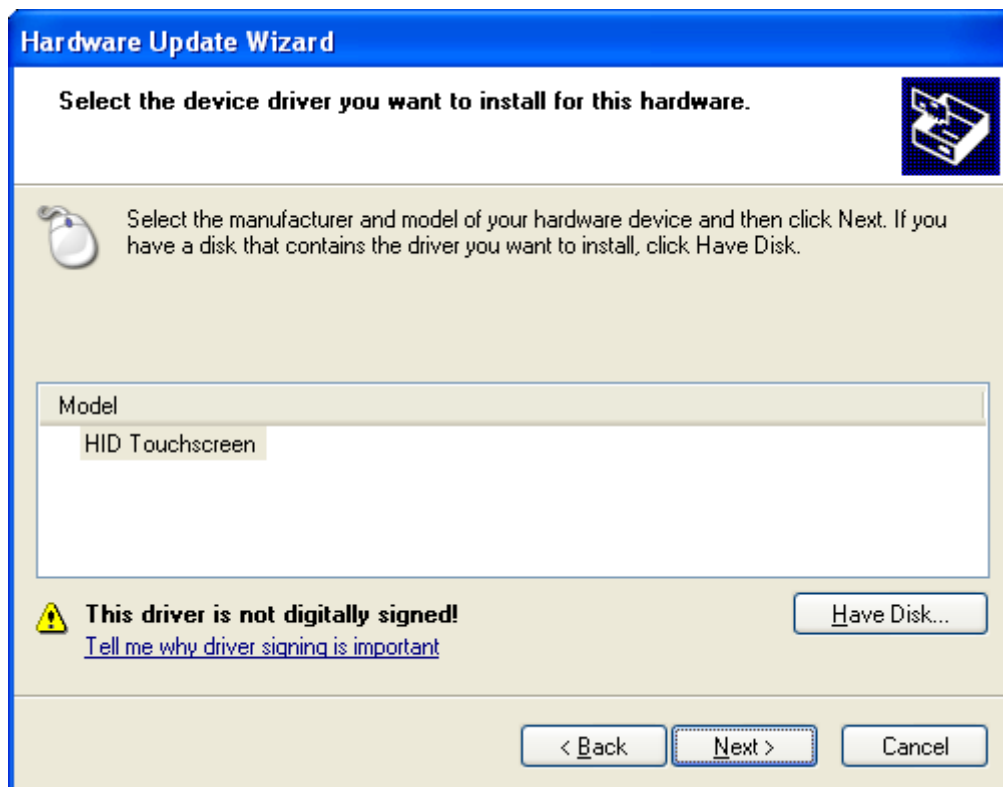 Hardware Update Wizard
Select the device driver you want to install for this hardware.
Select the manufacturer and model of your hardware device and then click Next. If you
have a disk that contains the driver you want to install, click Have Disk.
Model
HID Touchscreen
This driver is not digitally signed!
Have Disk...
Tell me why driver signing is important
< Back
Next >
Cancel